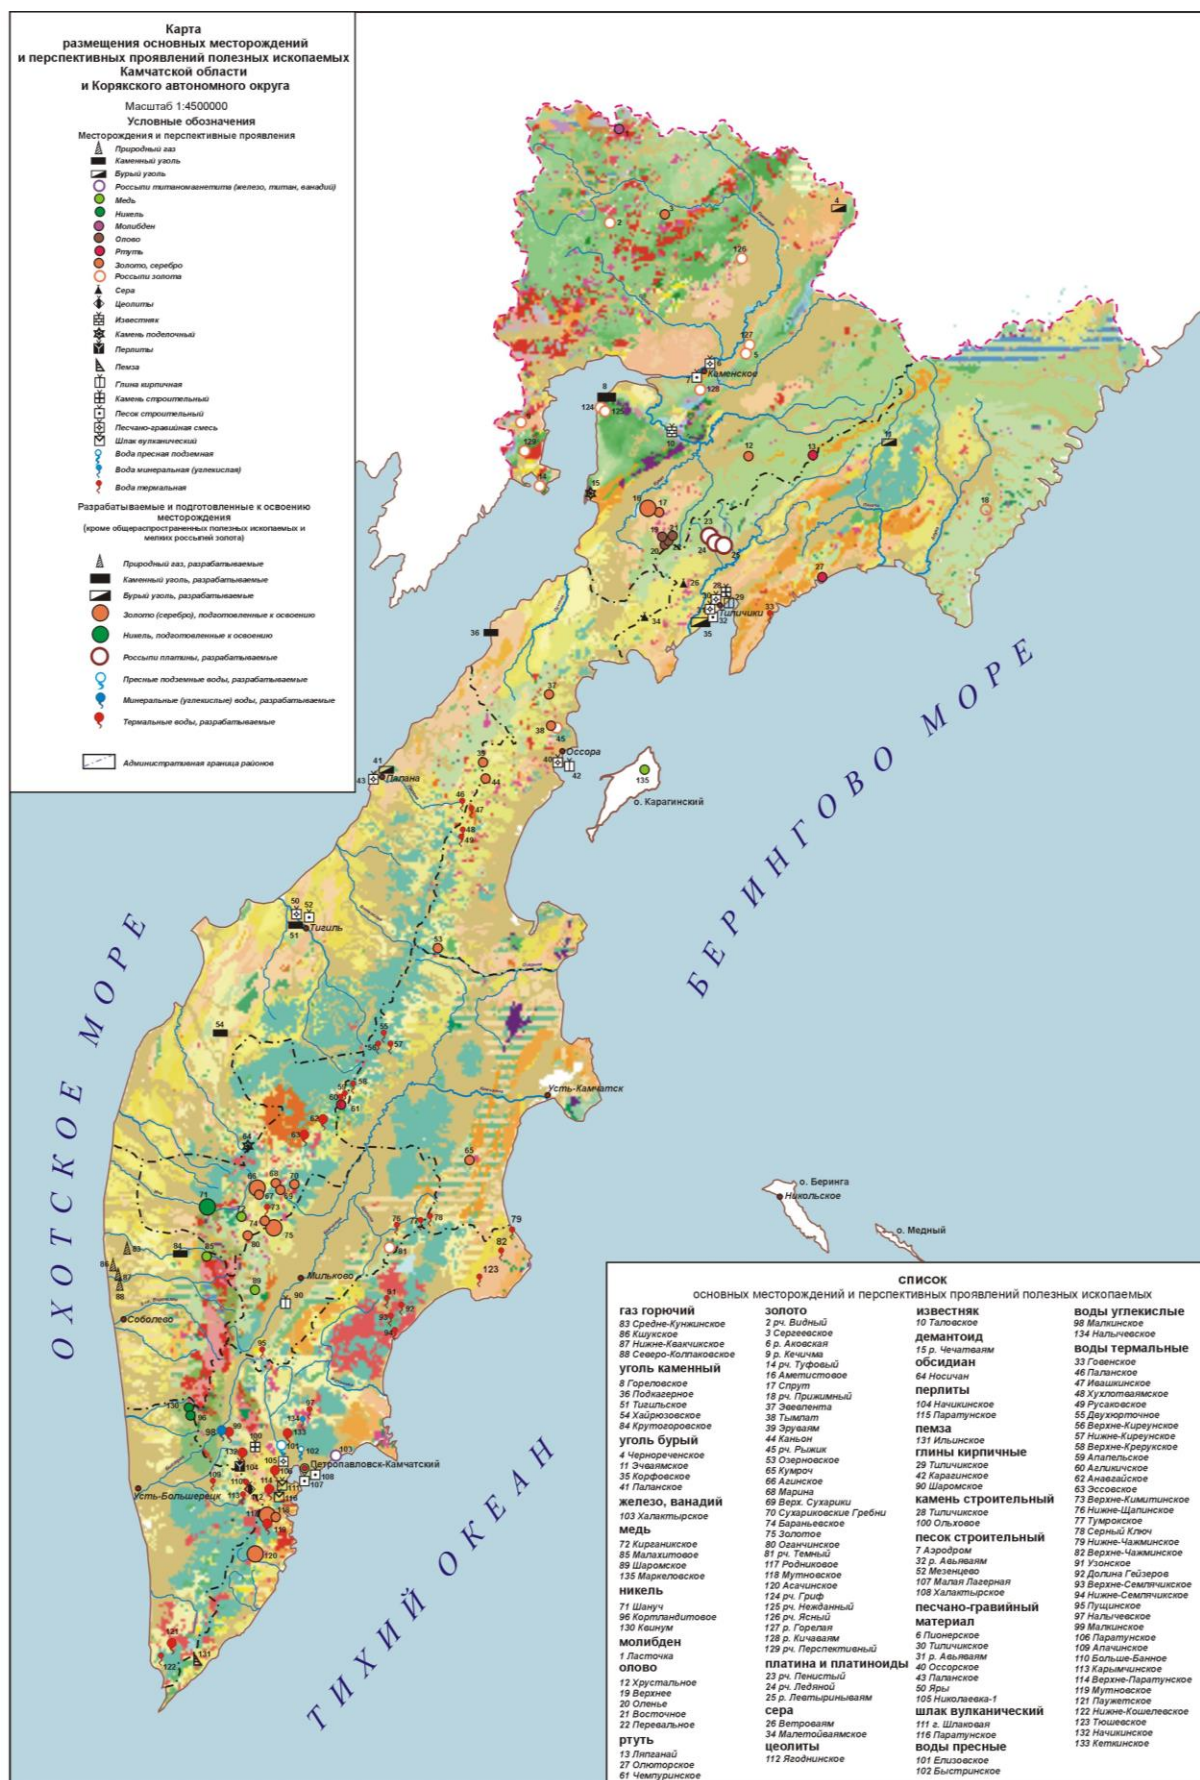 Карта
размещения основных месторождений
и перспективных проявлений полезных ископаемых
Камчатской области
и Корякского автономного округа
Масштаб 1:4500000
Условные обозначения
Месторождения и перспективные проявления
Природный газ
Каменный уголь
Бурый уголь
Россыпи титаномагнетита (железо, титан, ванадий)
Медь
Никель
Молибден
Олово
Ртуть
Золото, серебро
Россыпи золота
Сера
Цеолиты
Известняк
Камень поделочный
Перлиты
Пемза
Глина кирпичная
Камень строительный
Песок строительный
Песчано-гравийная смесь
Шлак вулканический
Вода пресная подземная
Вода минеральная (углекислая)
Вода термальная
Разрабатываемые и подготовленные к освоению
месторождения
(кроме общераспространенных полезных ископаемых и
мелких россыпей золота)
Природный газ, разрабатываемые
Каменный уголь, разрабатываемые
Бурый уголь, разрабатываемые
Золото (серебро), подготовленные к освоению
Никель, подготовленные к освоению
Россыпи платины, разрабатываемые
Пресные подземные воды, разрабатываемые
Минеральные (углекислые) воды, разрабатываемые
Термальные воды, разрабатываемые
Административная граница районов
Каменское
Тиличики
Оссора
Палана
о. Карагинский
Тигиль
Усть-Камчатск
о. Беринга
Никольское
о. Медный
Мильково
Соболево
Петропавловск-Камчатский
Усть-Большерецк
ОХОТСКОЕ МОРЕ
БЕРИНГОВО МОРЕ
ТИХИЙ ОКЕАН
список
основных месторождений и перспективных проявлений полезных ископаемых
газ горючий
83 Средне-Кунжинское
86 Кшукское
87 Нижне-Квакчикское
88 Северо-Колпаковское
уголь каменный
8 Гореловское
36 Подкагерное
51 Тигильское
54 Хайрюзовское
84 Крутогоровское
уголь бурый
4 Чернореченское
11 Эчваямское
35 Корфовское
41 Паланское
железо, ванадий
103 Халактырское
медь
72 Кирганикское
85 Малахитовое
89 Шаромское
135 Маркеловское
никель
71 Шануч
96 Кортландитовое
130 Квинум
молибден
1 Ласточка
олово
12 Хрустальное
19 Верхнее
20 Оленье
21 Восточное
22 Перевальное
ртуть
13 Ляпганай
27 Олюторское
61 Чемпуринское
золото
2 рч. Видный
3 Сергеевское
6 р. Аковская
9 р. Кечичма
14 рч. Туфовый
16 Аметистовое
17 Спрут
18 рч. Прижимный
37 Эвевпента
38 Тымлат
39 Эруваям
44 Каньон
45 рч. Рыжик
53 Озерновское
65 Кумроч
66 Агинское
68 Марина
69 Верх. Сухарики
70 Сухариковские Гребни
74 Бараньевское
75 Золотое
80 Оганчинское
81 рч. Темный
117 Родниковое
118 Мутновское
120 Асачинское
124 рч. Гриф
125 рч. Нежданный
126 рч. Ясный
127 р. Горелая
128 р. Кичаваям
129 рч. Перспективный
платина и платиноиды
23 рч. Пенистый
24 рч. Ледяной
25 р. Левтыринываям
сера
26 Ветроваям
34 Малетойваямское
цеолиты
112 Ягоднинское
известняк
10 Таловское
демантоид
15 р. Чечатваям
обсидиан
64 Носичан
перлиты
104 Начикинское
115 Паратунское
пемза
131 Ильинское
глины кирпичные
29 Тиличикское
42 Карагинское
90 Шаромское
камень строительный
28 Тиличикское
100 Ольховое
песок строительный
7 Аэродром
32 р. Авьяваям
52 Мезенцево
107 Малая Лагерная
108 Халактырское
песчано-гравийный
материал
6 Пионерское
30 Тиличикское
31 р. Авьяваям
40 Оссорское
43 Паланское
50 Яры
105 Николаевка-1
шлак вулканический
111 г. Шлаковая
116 Паратунское
воды пресные
101 Елизовское
102 Быстринское
воды углекислые
98 Малкинское
134 Налычевское
воды термальные
33 Говенское
46 Паланское
47 Ивашкинское
48 Хухлотваямское
49 Русаковское
55 Двухюрточное
56 Верхне-Киреунское
57 Нижне-Киреунское
58 Верхне-Крерукское
59 Апапельское
60 Агликичское
62 Анавгайское
63 Эссовское
73 Верхне-Кимитинское
76 Нижне-Щапинское
77 Тумрокское
78 Серный Ключ
79 Нижне-Чажминское
82 Верхне-Чажминское
91 Узонское
92 Долина Гейзеров
93 Верхне-Семлячикское
94 Нижне-Семлячикское
95 Пущинское
97 Налычевское
99 Малкинское
106 Паратунское
109 Апачинское
110 Больше-Банное
113 Карымчинское
114 Верхне-Паратунское
119 Мутновское
121 Паужетское
122 Нижне-Кошелевское
123 Тюшевское
132 Начикинское
133 Кеткинское